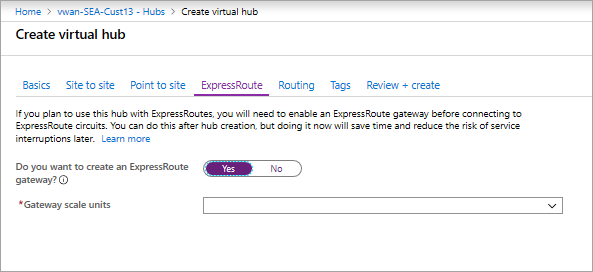 Home > vwan-SEA-Cust13 - Hubs > Create virtual hub
Create virtual hub
Basics Site to site Point to site ExpressRoute Routing Tags Review + create
If you plan to use this hub with ExpressRoutes, you will need to enable an ExpressRoute gateway before connecting to
ExpressRoute circuits. You can do this after hub creation, but doing it now will save time and reduce the risk of service
interruptions later. Learn more
Do you want to create an ExpressRoute
gateway? Yes No
*Gateway scale units